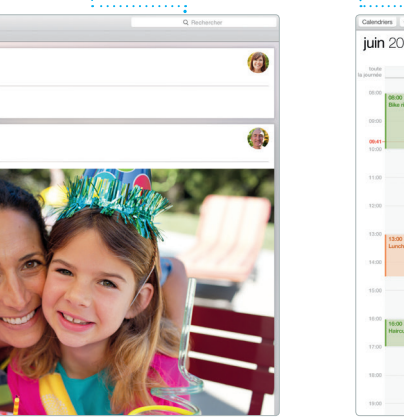 Rechercher
Calendriers
juin 20
toute
la journée
08:00
09:00
Bike m
09:00
09:41
10:00
11:00
12:00
13:00
13:00
Lunch
14:00
15:00
16:00
16:00
Haircu
17:00
18:00
19:00